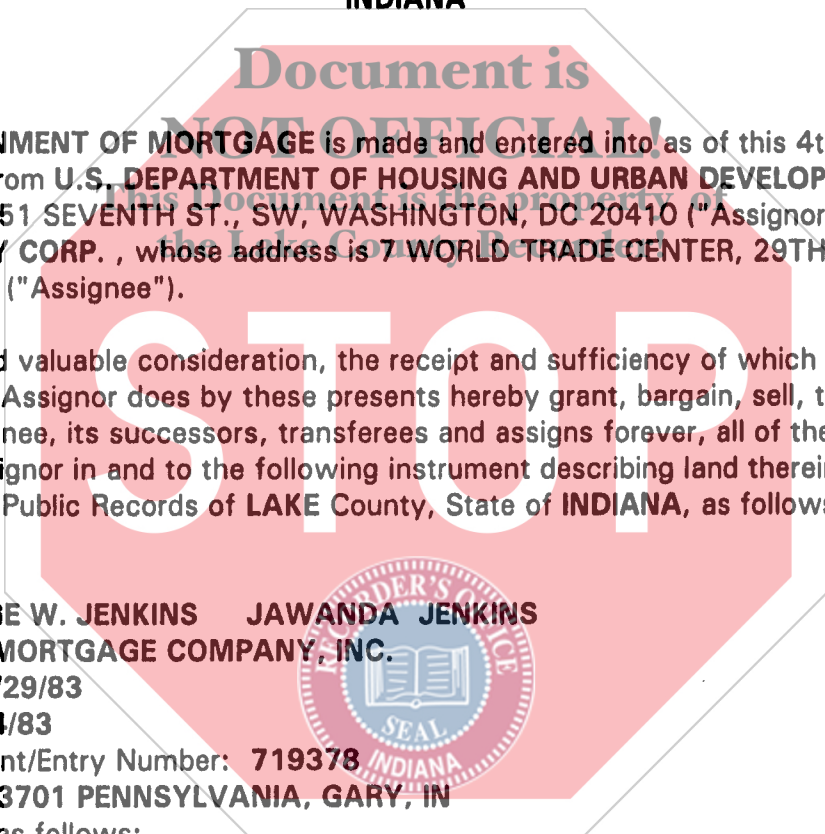 INDIANA
Document is
NOT OFFICIAL!
NMENT OF MORTGAGE is made and entered into as of this 4t
rom U.S. DEPARTMENT OF HOUSING AND URBAN DEVELOP
This Document is the property of
51 SEVENTH ST., SW, WASHINGTON, DC 20410 ("Assignor
the Lake County Recorder!
Y CORP. , whose address is 7 WORLD TRADE CENTER, 29TH
("Assignee").
d valuable consideration, the receipt and sufficiency of which
Assignor does by these presents hereby grant, bargain, sell, t
nee, its successors, transferees and assigns forever, all of the
ignor in and to the following instrument describing land therein
Public Records of LAKE County, State of INDIANA, as follows
STOP
GE W. JENKINS JAWANDA JENKINS
MORTGAGE COMPANY, INC.
/29/83
4/83
nt/Entry Number: 719378
3701 PENNSYLVANIA, GARY, IN
as follows:
RECORDER'S OFFICE
SEAL
INDIANA